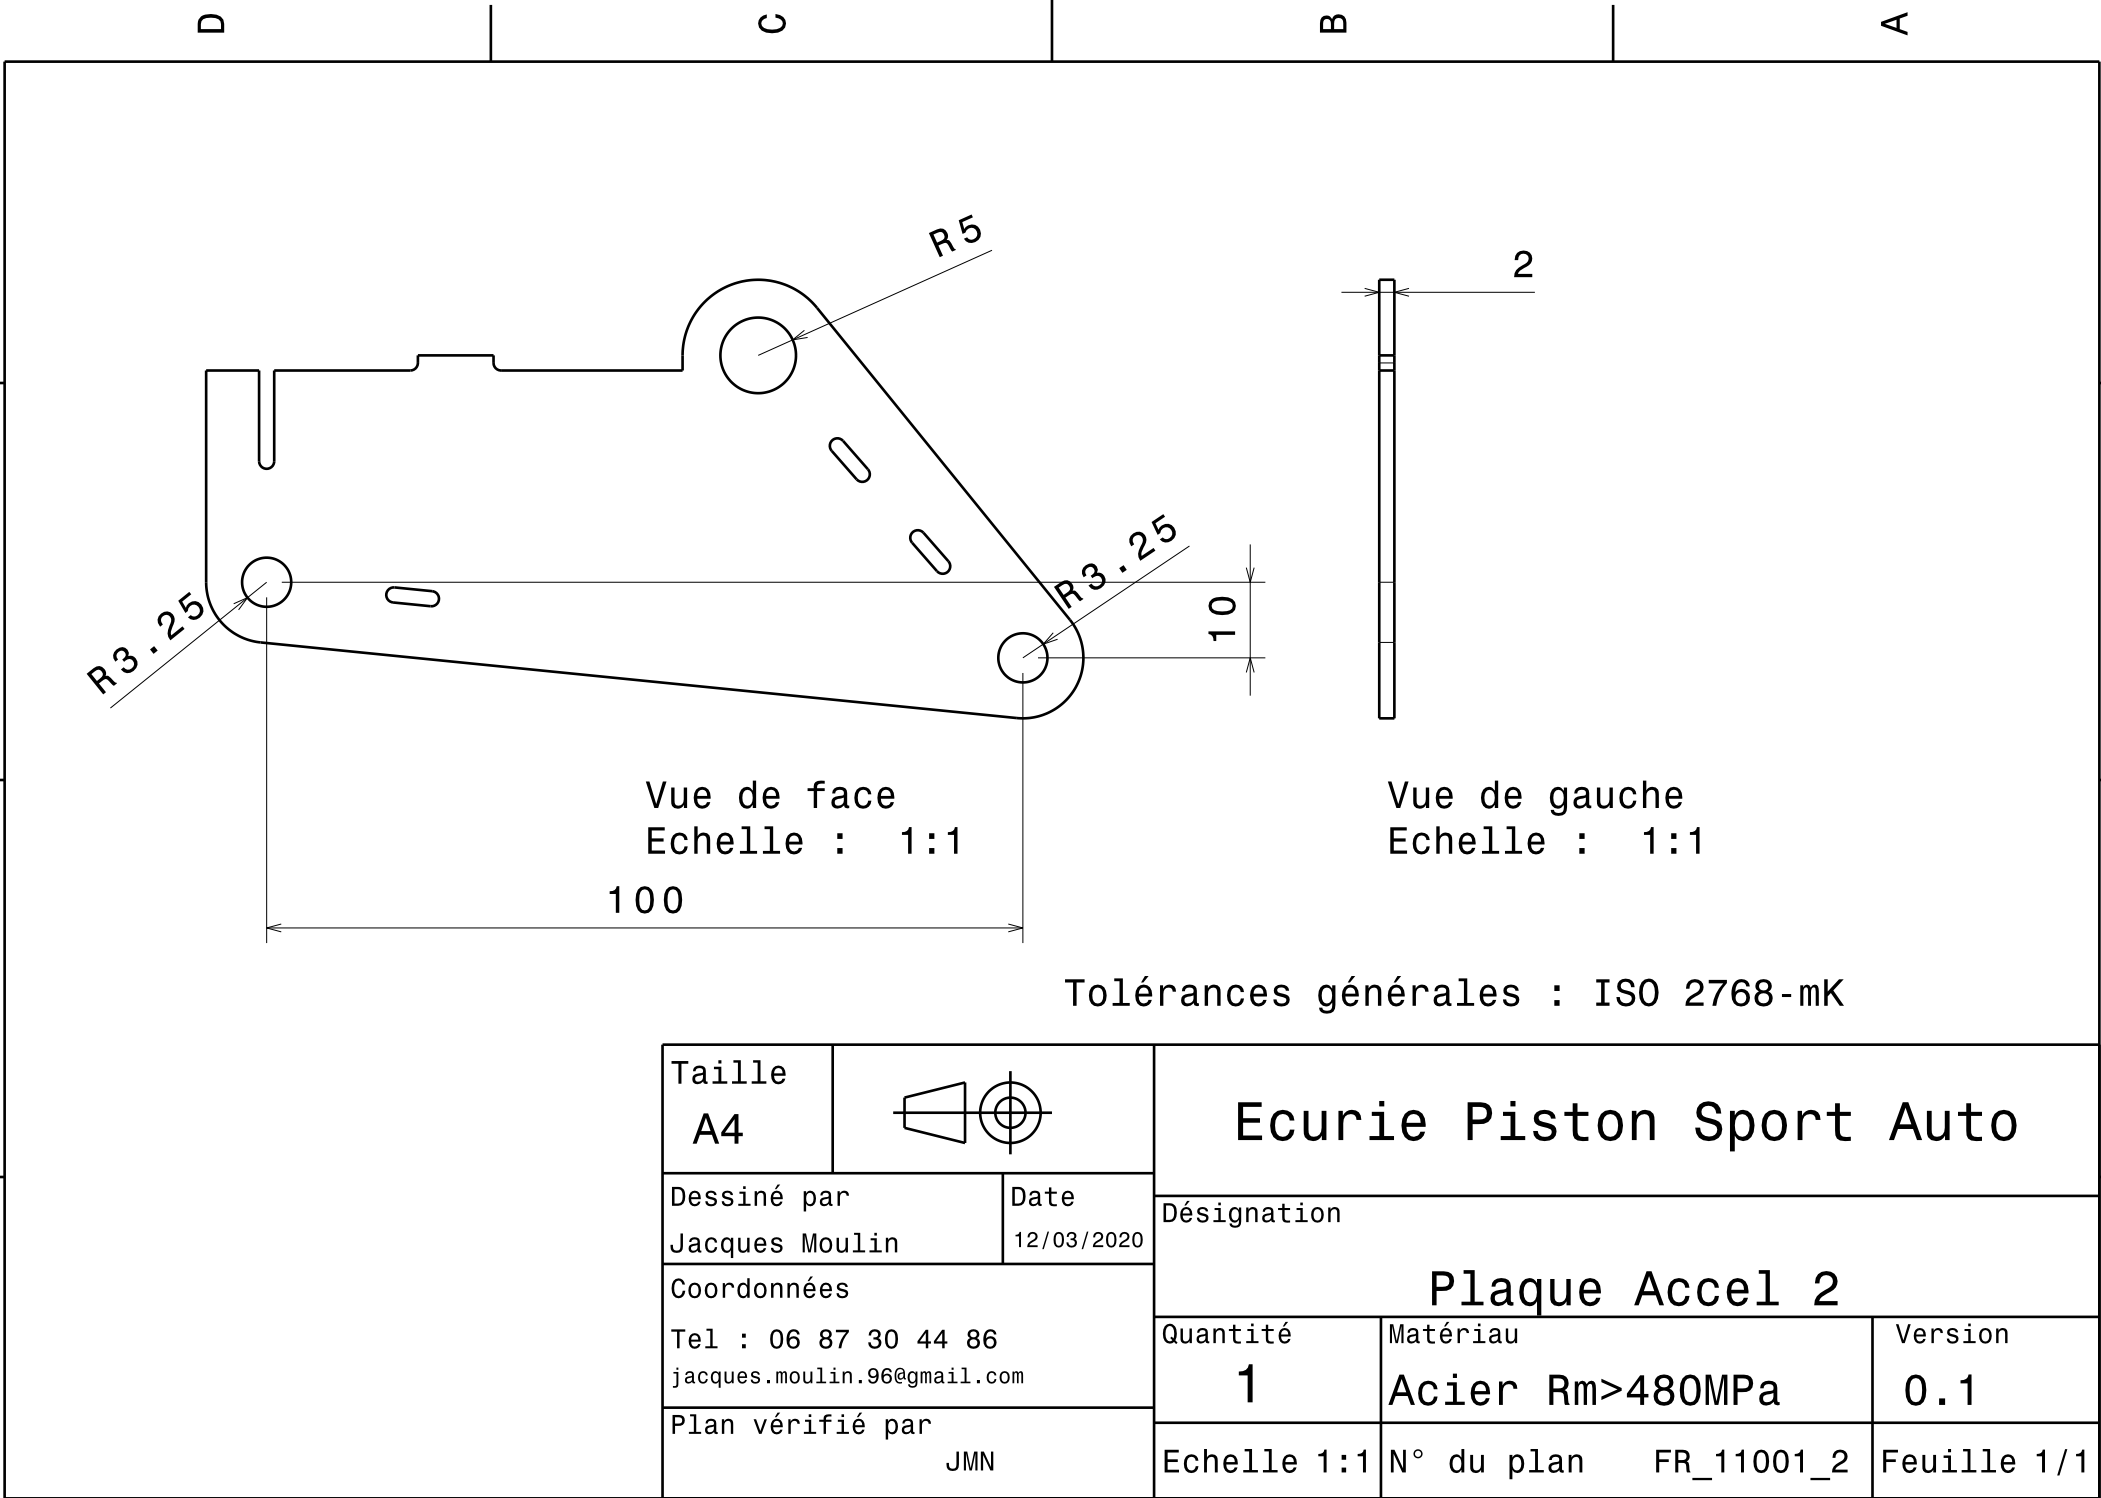 D C B A
R5
2
R3.25
R3.25
10
Vue de face
Echelle : 1:1
Vue de gauche
Echelle : 1:1
100
Tolérances générales : ISO 2768-mK
Taille
A4
Ecurie Piston Sport Auto
Dessiné par
Jacques Moulin
Date
12/03/2020
Désignation
Plaque Accel 2
Coordonnées
Tel : 06 87 30 44 86
jacques.moulin.96@gmail.com
Quantité
1
Matériau
Acier Rm>480MPa
Version
0.1
Plan vérifié par
JMN
Echelle 1:1
N° du plan FR_11001_2
Feuille 1/1